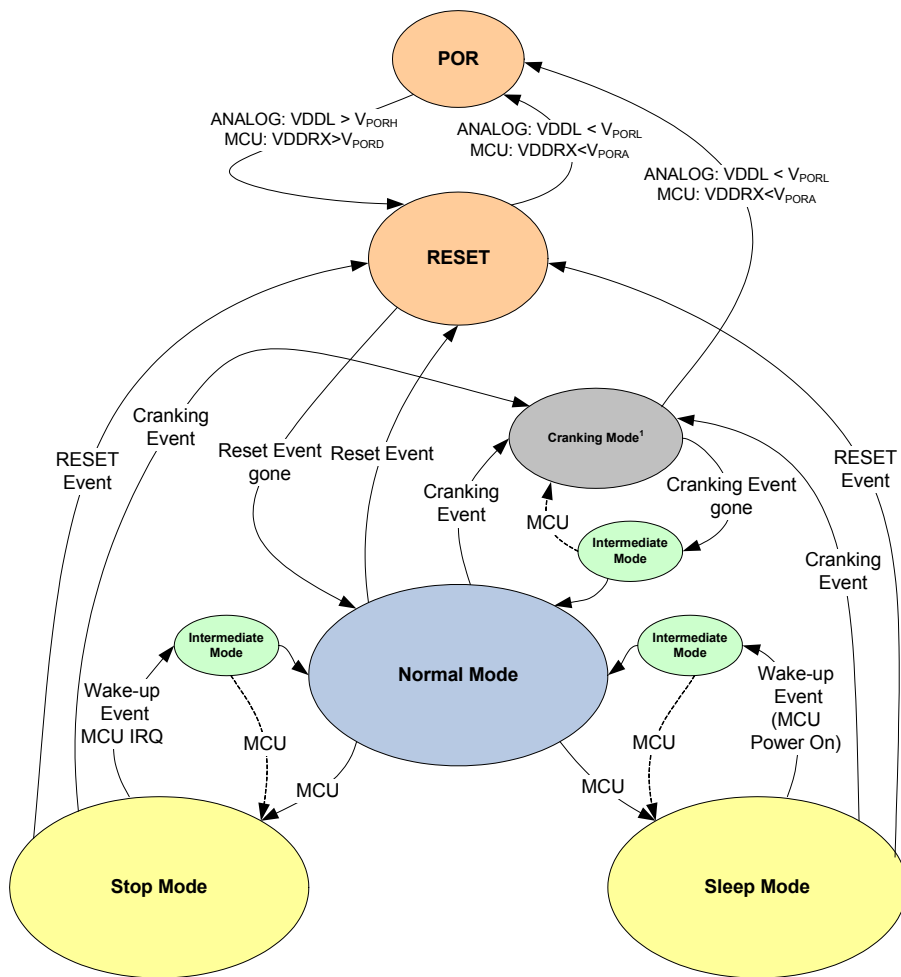 POR
ANALOG: VDDL > VPORH
MCU: VDDRX>VPORD
ANALOG: VDDL < VPORL
MCU: VDDRX<VPORA
ANALOG: VDDL < VPORL
MCU: VDDRX<VPORA
RESET
Cranking
Event
RESET
Event
Reset Event
gone
Reset Event
Cranking Mode¹
Cranking
Event
Cranking Event
gone
RESET
Event
MCU
Intermediate
Mode
Cranking
Event
Intermediate
Mode
Normal Mode
Intermediate
Mode
Wake-up
Event
MCU IRQ
MCU
MCU
MCU
MCU
Wake-up
Event
(MCU
Power On)
Stop Mode
Sleep Mode